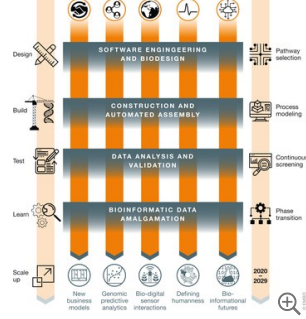 Design
SOFTWARE ENGINGEERING
AND BIODESIGN
Pathway
selection
Build
CONSTRUCTION AND
AUTOMATED ASSEMBLY
Process
modeling
Test
DATA ANALYSIS AND
VALIDATION
Continuous
screening
Learn
BIOINFORMATIC DATA
AMALGAMATION
Phase
transition
Scale
up
New
business
models
Genomic
predictive
analytics
Bio-digital
sensor
interactions
Defining
humanness
Bio-
informational
futures
2020
–
2029